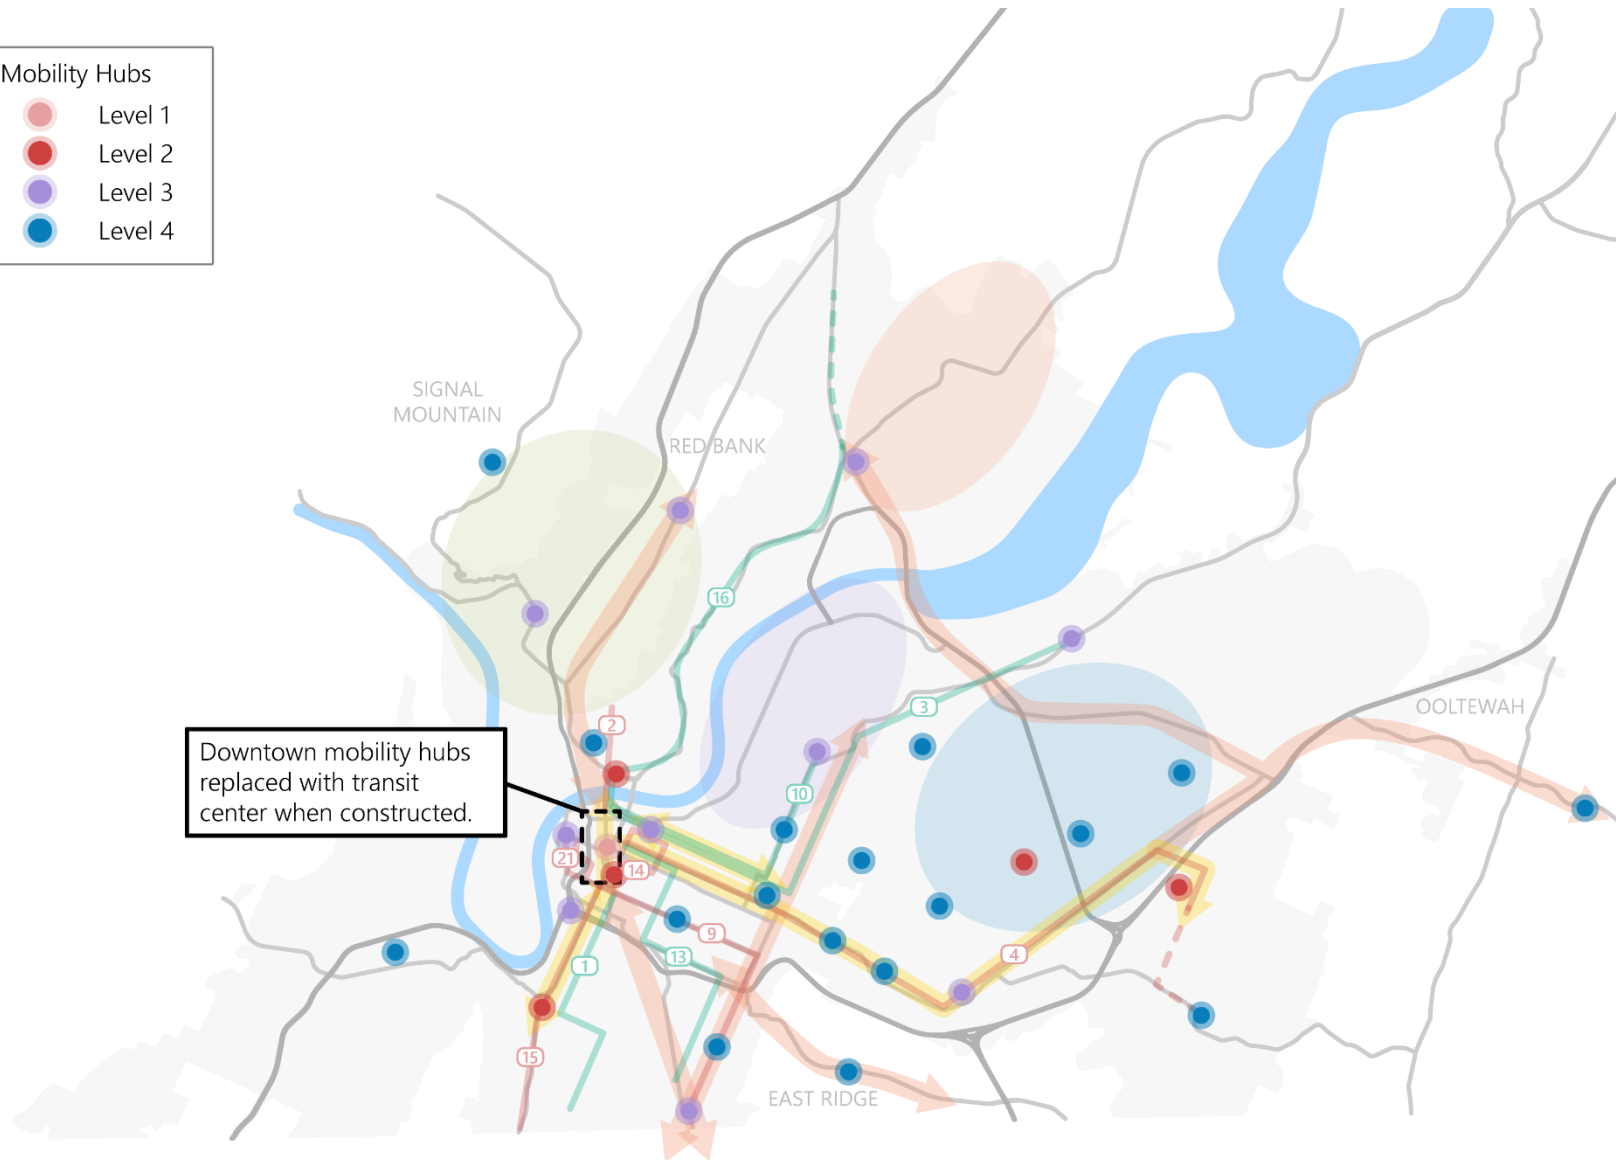 Mobility Hubs
Level 1
Level 2
Level 3
Level 4
SIGNAL
MOUNTAIN
RED BANK
16
OOLTEWAH
3
2
Downtown mobility hubs
replaced with transit
center when constructed.
10
21
14
9
4
13
1
15
EAST RIDGE